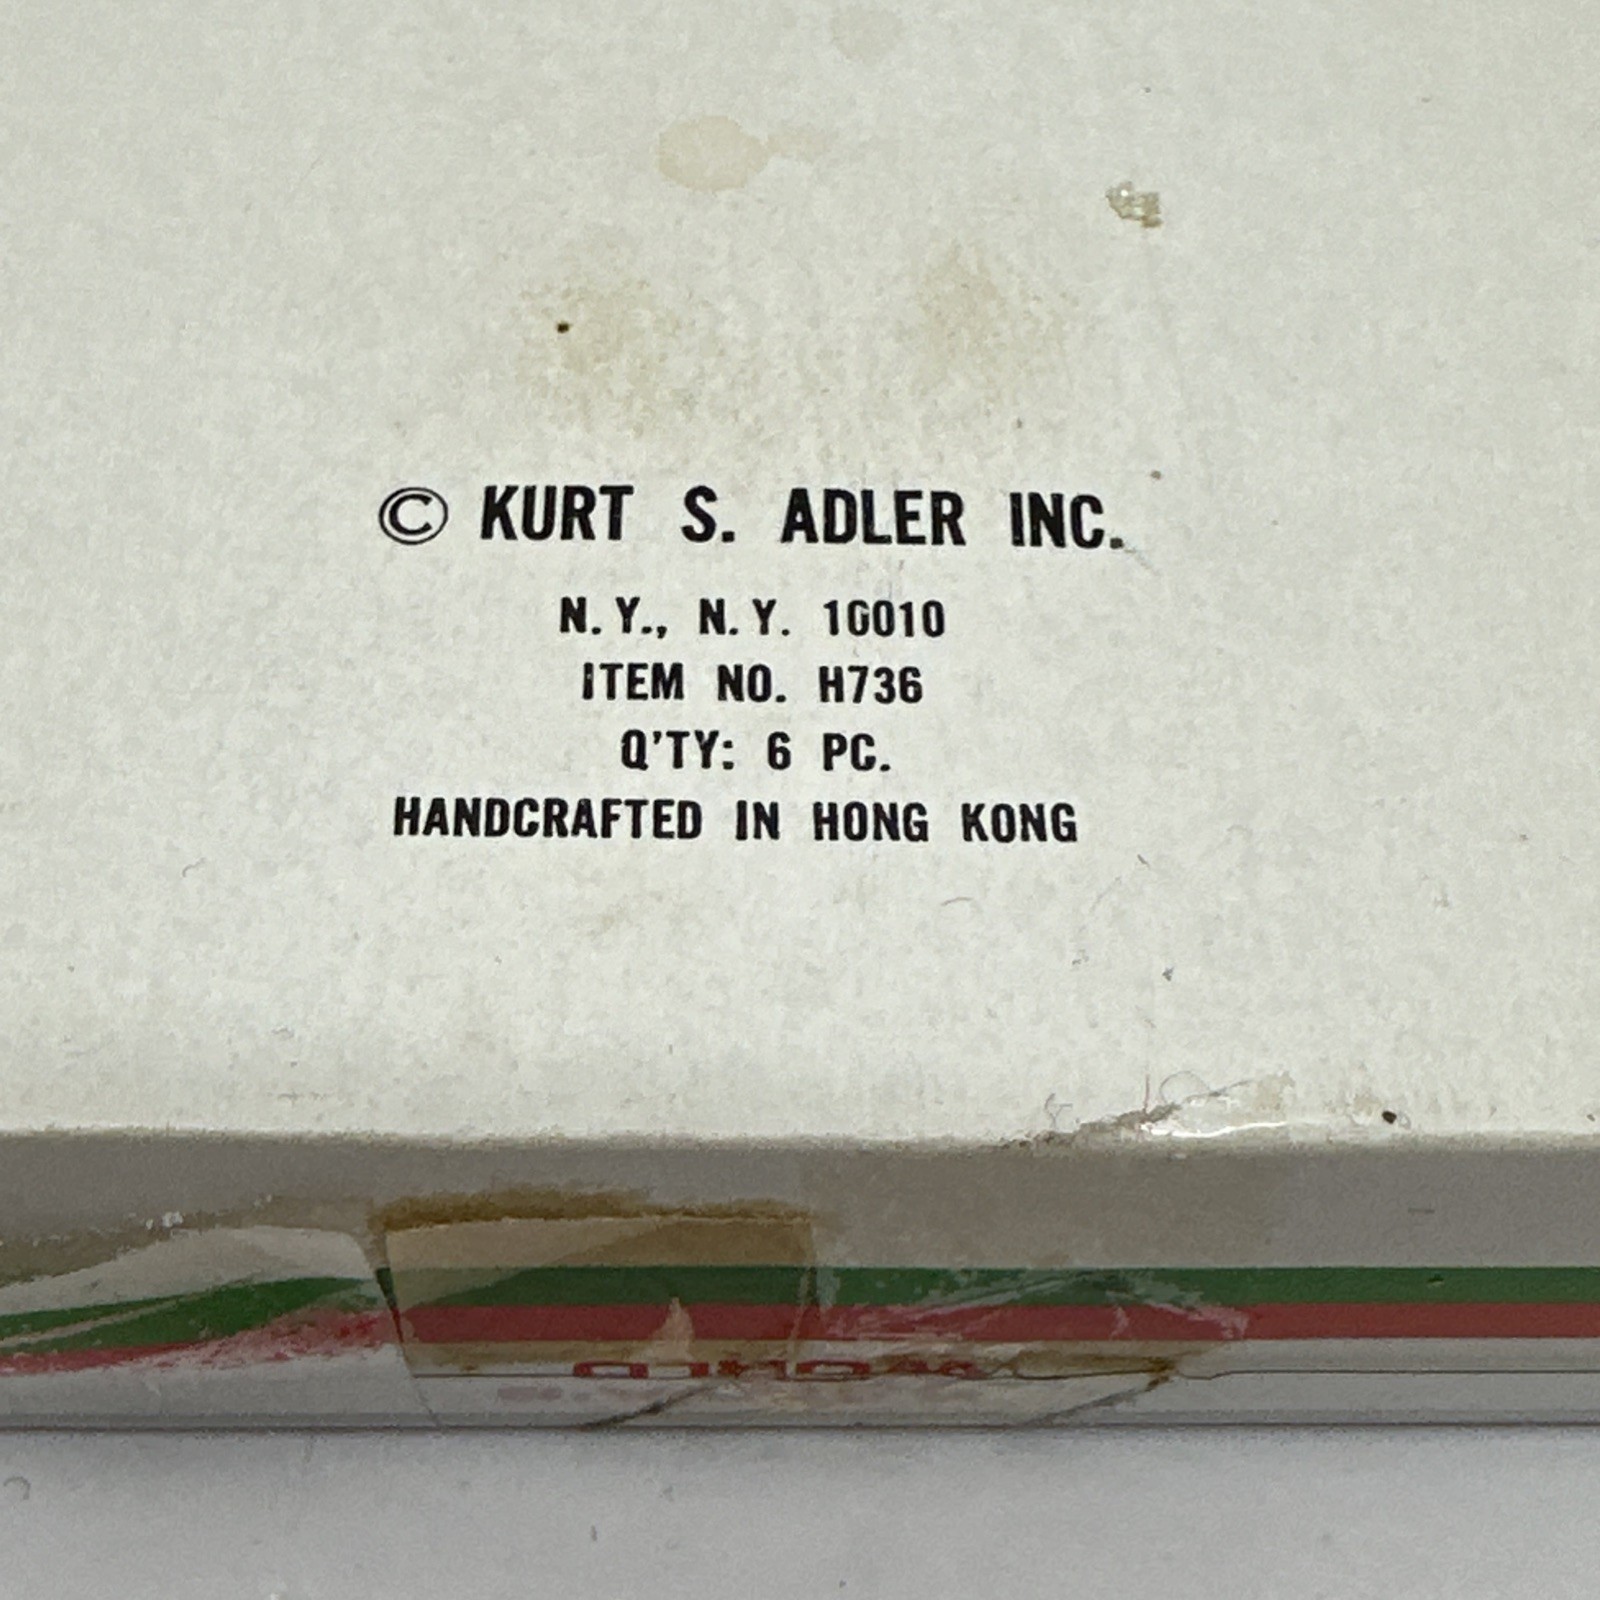 © KURT S. ADLER INC.
N.Y., N.Y. 10010
ITEM NO. H736
Q'TY: 6 PC.
HANDCRAFTED IN HONG KONG